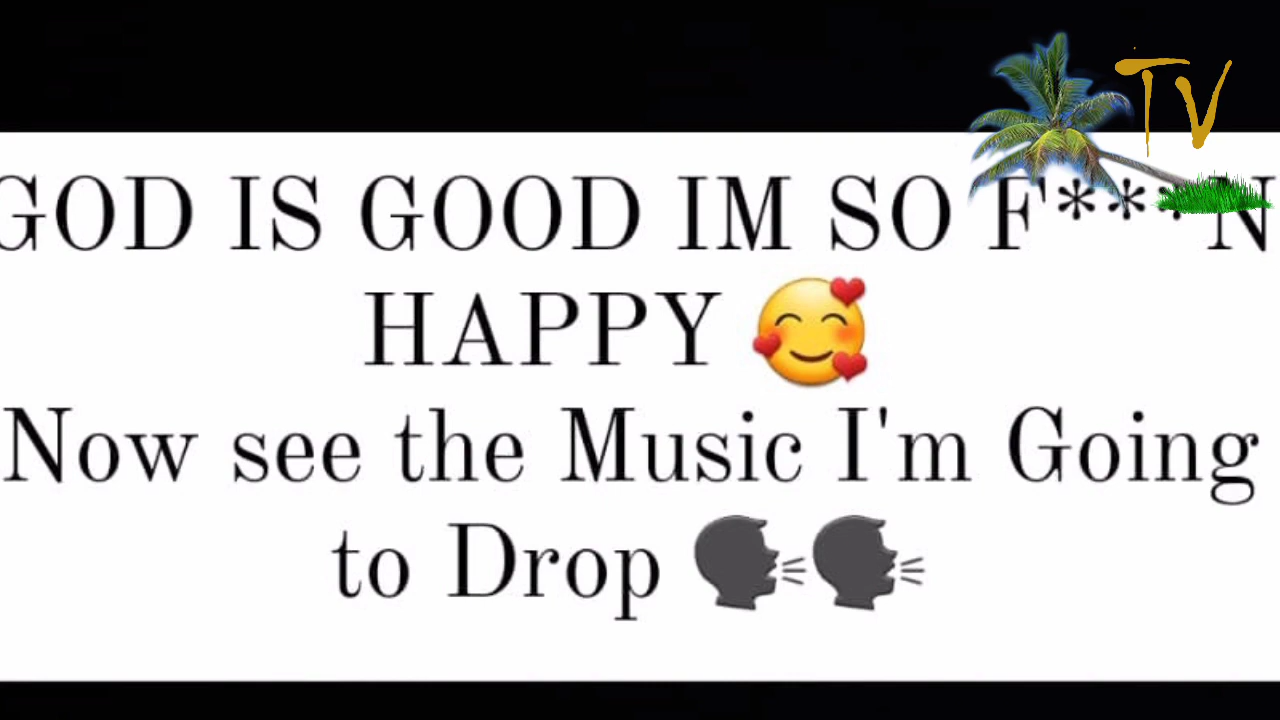 TV
GOD IS GOOD IM SO F***N
HAPPY 🥰
Now see the Music I'm Going
to Drop 🗣🗣